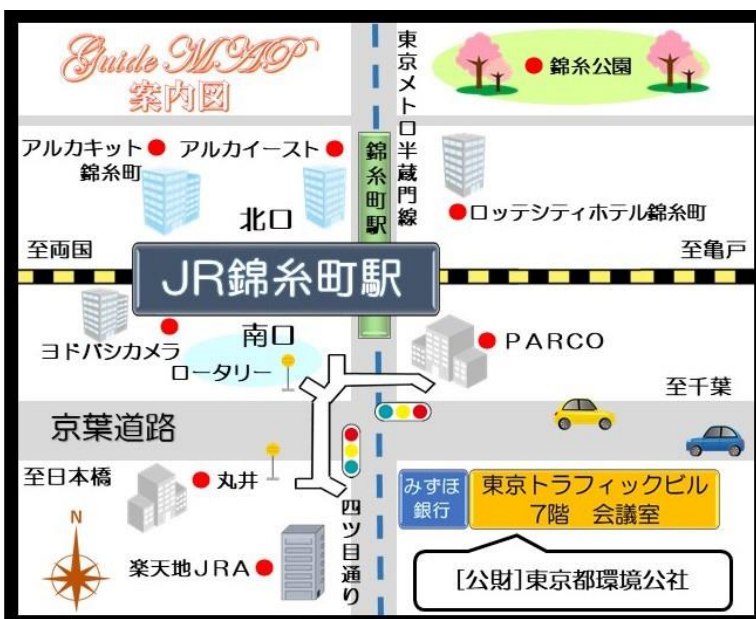 Guide MAP
案内図
東京メトロ半蔵門線
錦糸公園
アルカキット
錦糸町
アルカイースト
錦糸町駅
ロッテシティホテル錦糸町
北口
至両国
至亀戸
JR錦糸町駅
ヨドバシカメラ
南口
ロータリー
PARCO
至千葉
京葉道路
至日本橋
丸井
みずほ
銀行
東京トラフィックビル
7階 会議室
四ツ目通り
N
楽天地JRA
[公財]東京都環境公社